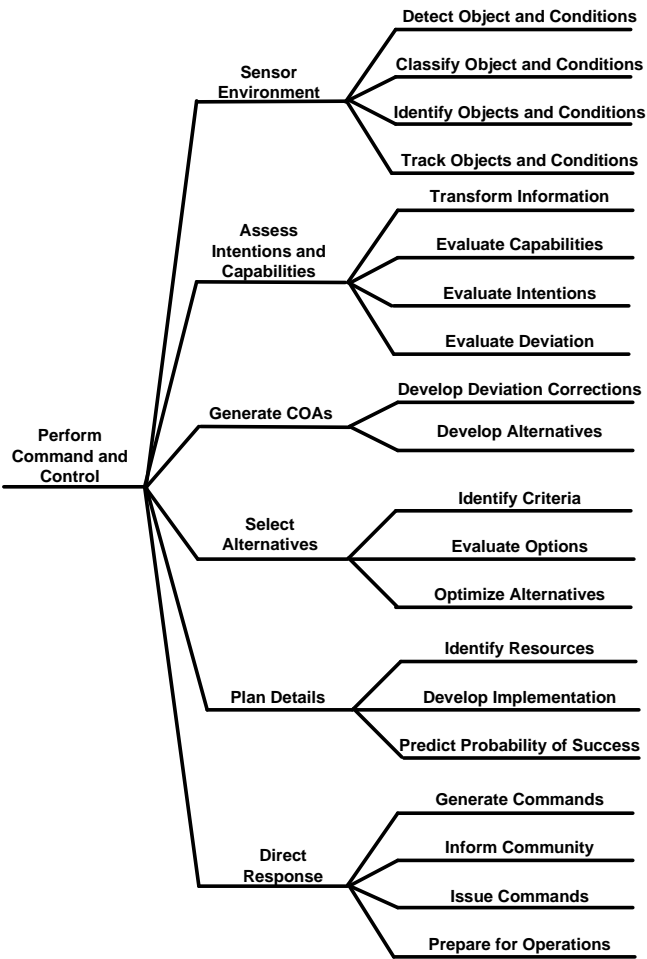 Detect Object and Conditions
Sensor
Environment
Classify Object and Conditions
Identify Objects and Conditions
Track Objects and Conditions
Transform Information
Assess
Intentions and
Capabilities
Evaluate Capabilities
Evaluate Intentions
Evaluate Deviation
Develop Deviation Corrections
Generate COAs
Develop Alternatives
Perform
Command and
Control
Identify Criteria
Select
Alternatives
Evaluate Options
Optimize Alternatives
Identify Resources
Plan Details
Develop Implementation
Predict Probability of Success
Generate Commands
Inform Community
Direct
Response
Issue Commands
Prepare for Operations